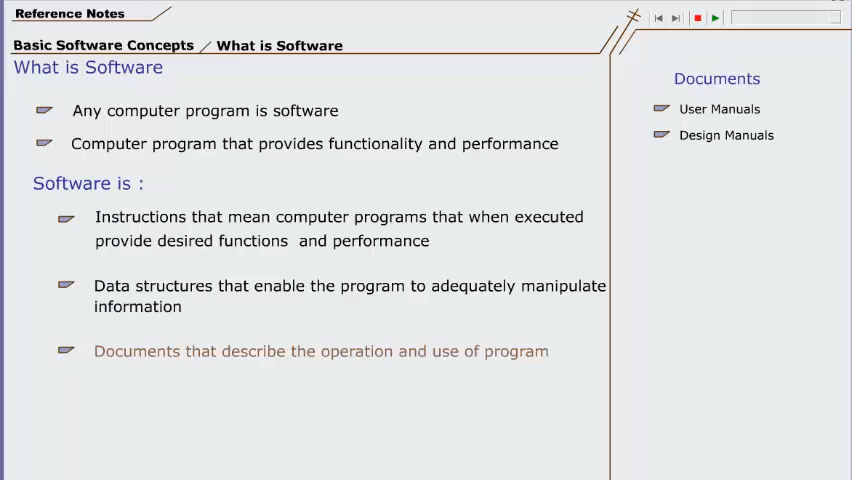 Reference Notes
Basic Software Concepts / What is Software
What is Software
Any computer program is software
Computer program that provides functionality and performance
Software is :
Instructions that mean computer programs that when executed
provide desired functions and performance
Data structures that enable the program to adequately manipulate
information
Documents that describe the operation and use of program
Documents
User Manuals
Design Manuals